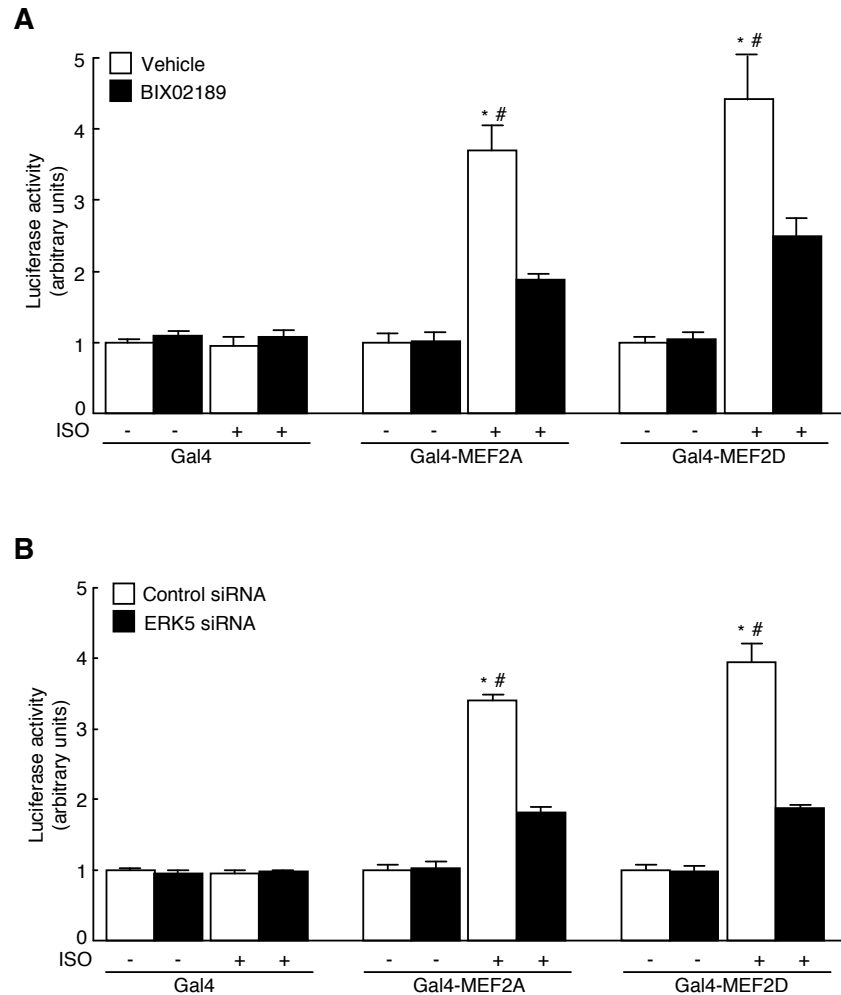 A
Vehicle
BIX02189
Luciferase activity
(arbitrary units)
5
4
3
2
1
0
* #
* #
ISO - - + + - - + + - - + +
Gal4 Gal4-MEF2A Gal4-MEF2D
B
Control siRNA
ERK5 siRNA
Luciferase activity
(arbitrary units)
5
4
3
2
1
0
* #
* #
ISO - - + + - - + + - - + +
Gal4 Gal4-MEF2A Gal4-MEF2D